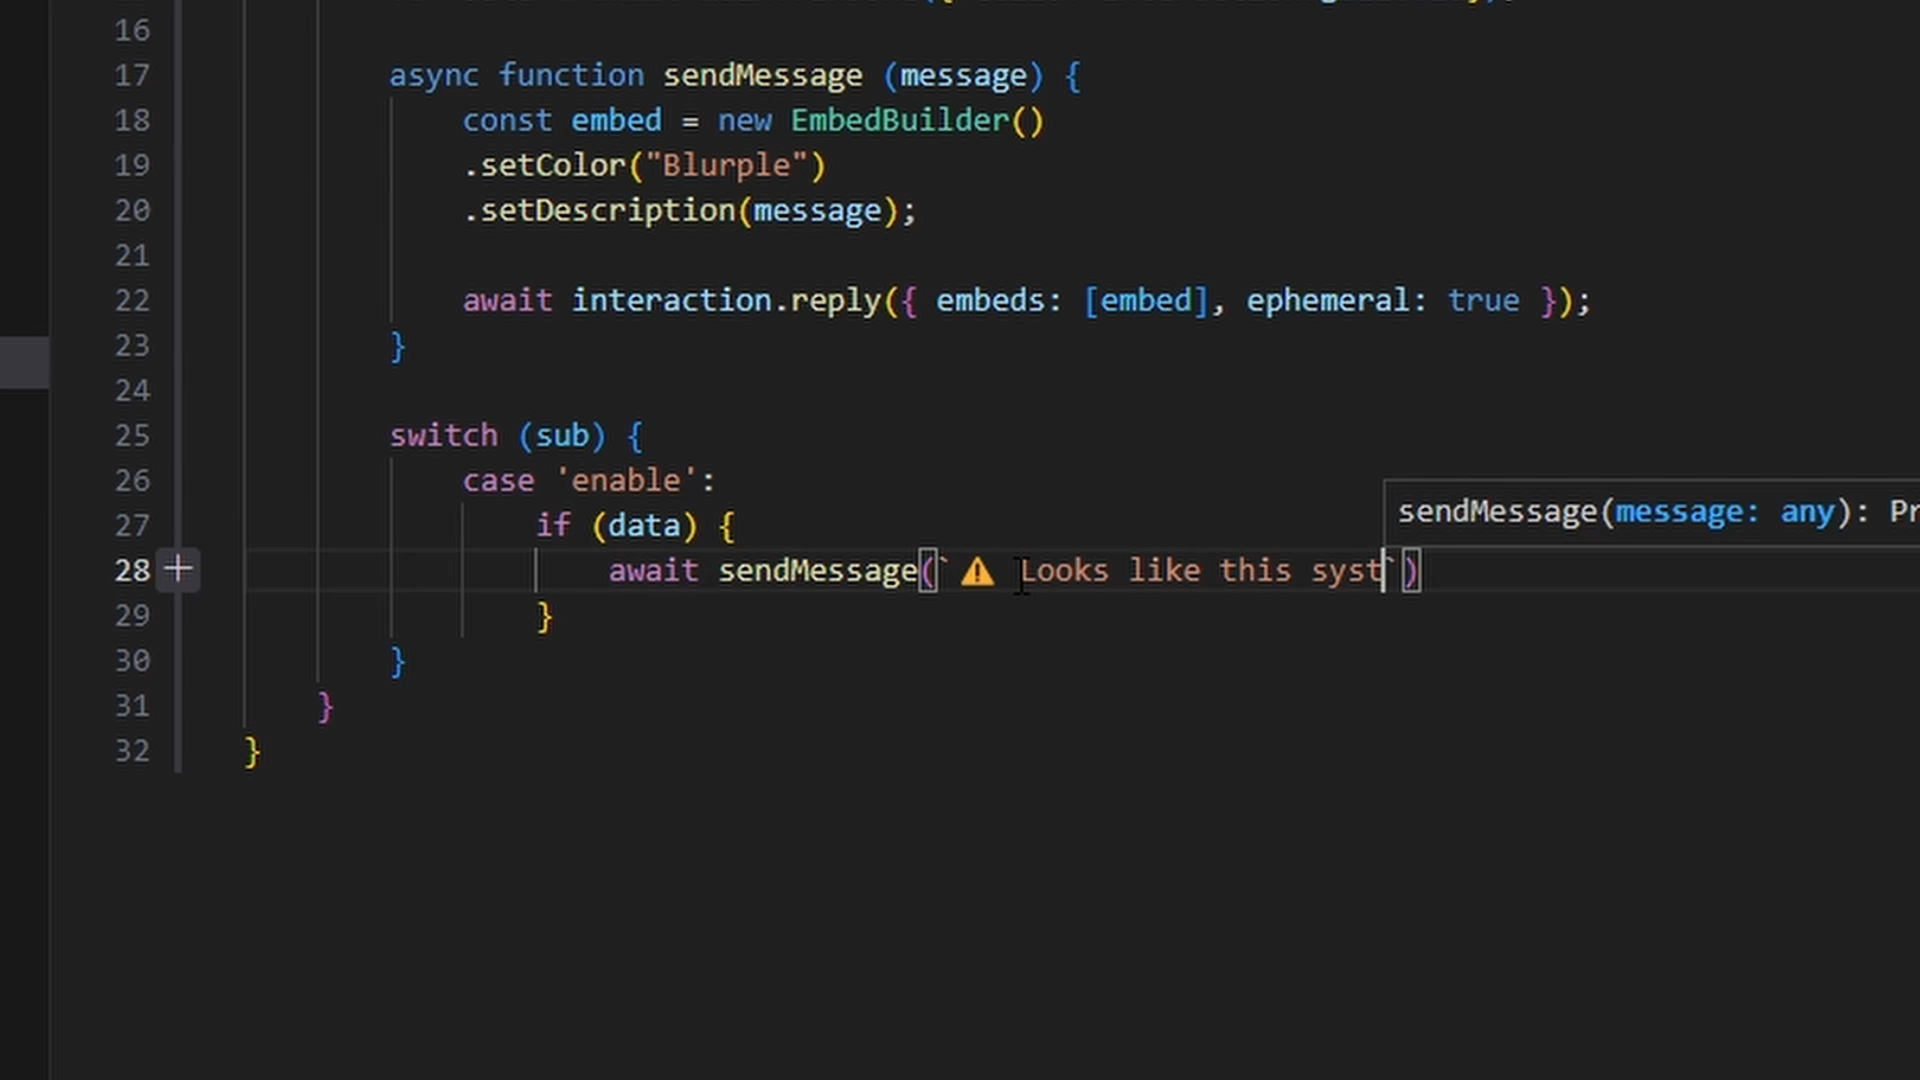 16
17 async function sendMessage (message) {
18 const embed = new EmbedBuilder()
19 .setColor("Blurple")
20 .setDescription(message);
21
22 await interaction.reply({ embeds: [embed], ephemeral: true });
23 }
24
25 switch (sub) {
26 case 'enable':
27 if (data) {
sendMessage(message: any): Pr
28 await sendMessage(`⚠️ Looks like this syst`)
29 }
30 }
31 }
32 }